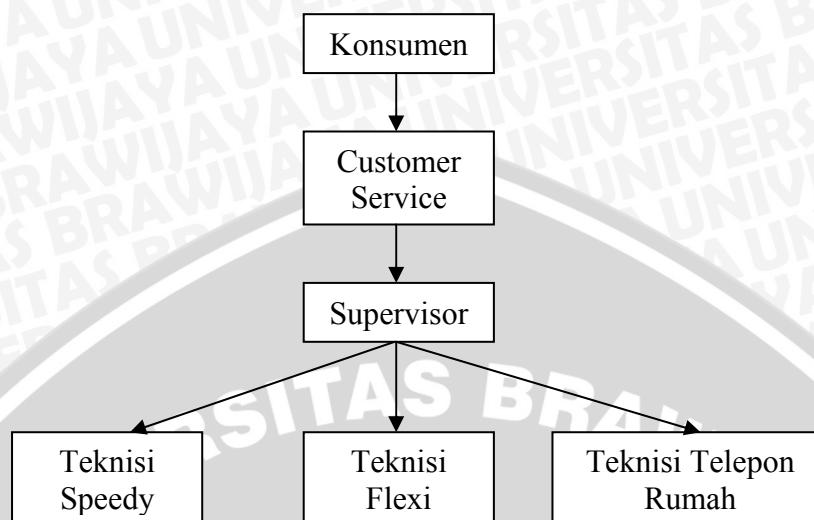 Konsumen
Customer
Service
Supervisor
Teknisi
Speedy
Teknisi
Flexi
Teknisi Telepon
Rumah